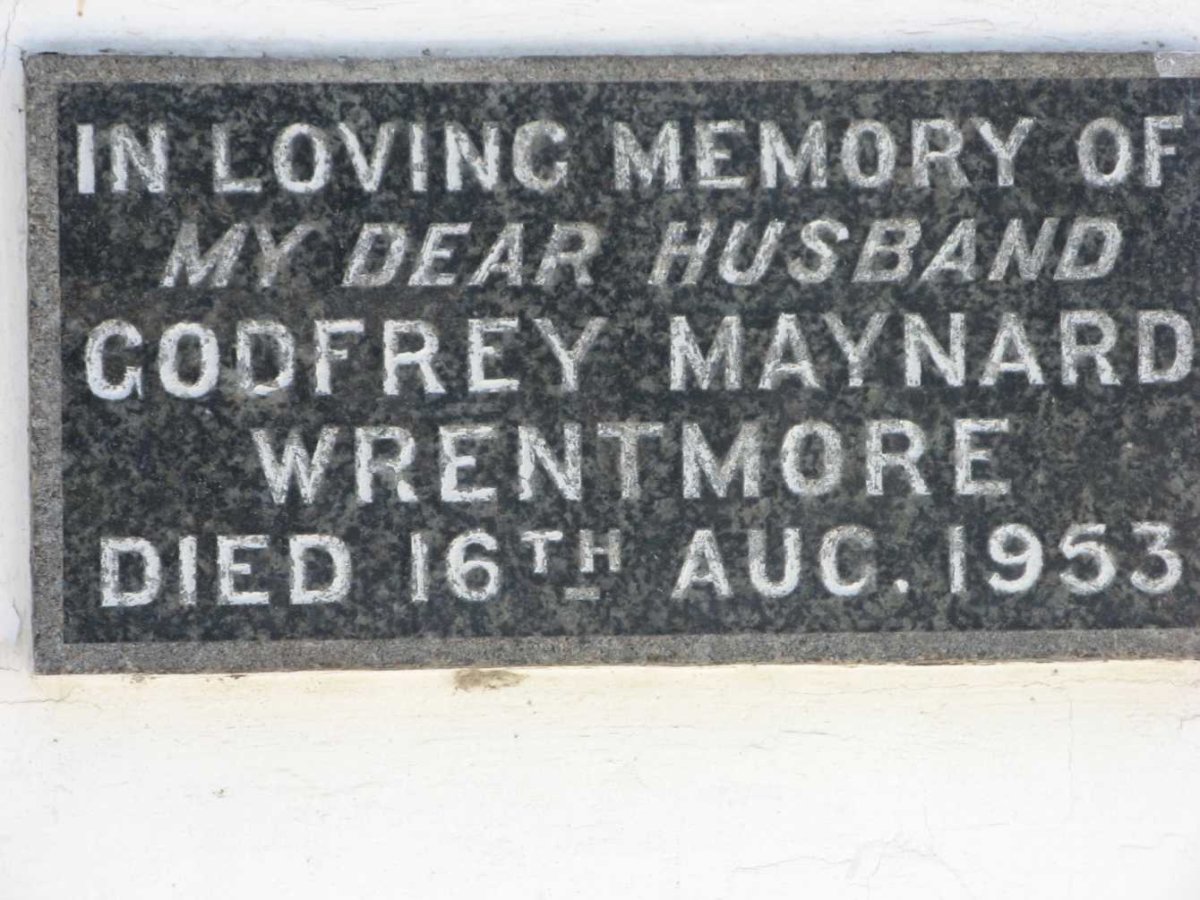 IN LOVING MEMORY OF
MY DEAR HUSBAND
GODFREY MAYNARD
WRENTMORE
DIED 16TH AUG. 1953